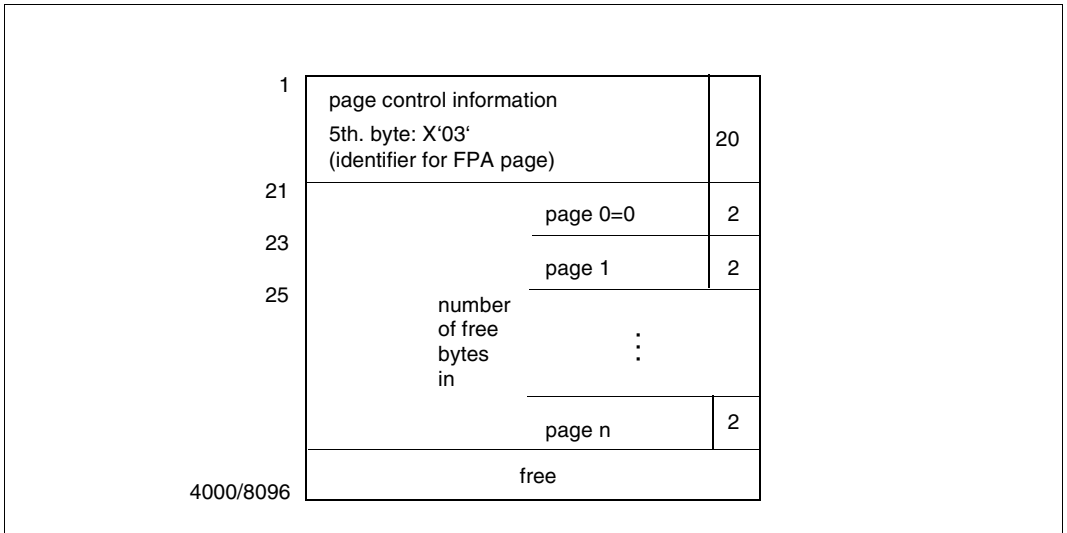 1
page control information
5th. byte: X‘03‘
(identifier for FPA page)
20
21
page 0=0
2
23
page 1
2
25
number
of free
bytes
in
⋮
page n
2
free
4000/8096